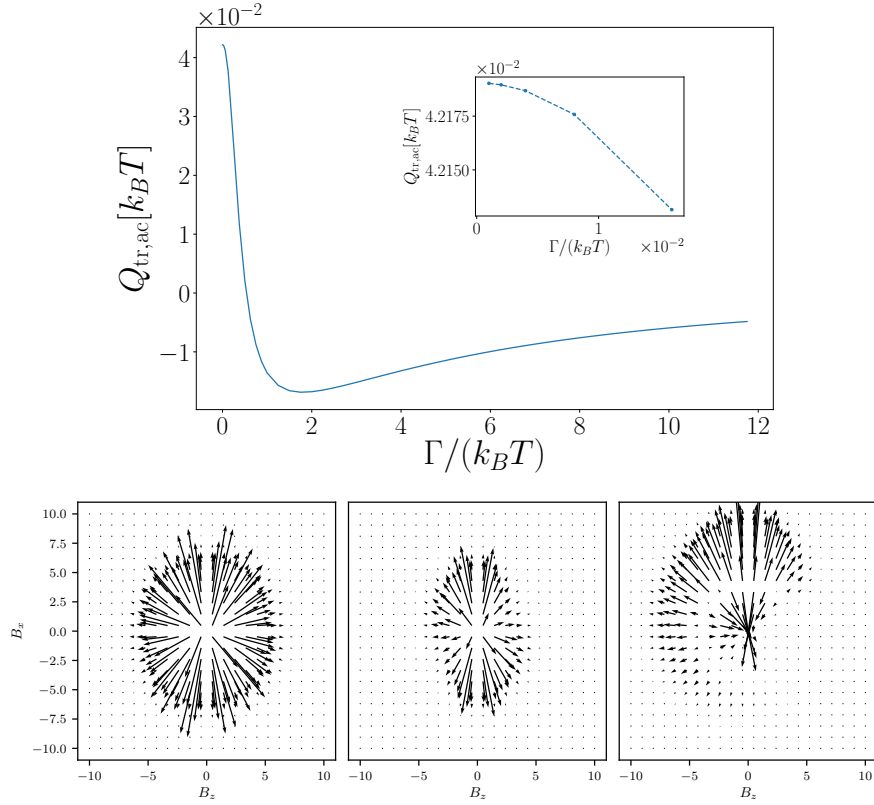 ×10⁻²
4
3
2
1
0
−1
Q_tr,ac[k_BT]
0
2
4
6
8
10
12
Γ/(k_BT)
×10⁻²
4.2175
4.2150
Q_tr,ac[k_BT]
0
1
Γ/(k_BT)
×10⁻²
10.0
7.5
5.0
2.5
0.0
−2.5
−5.0
−7.5
−10.0
B_x
−10 −5 0 5 10
B_z
−10 −5 0 5 10
B_z
−10 −5 0 5 10
B_z